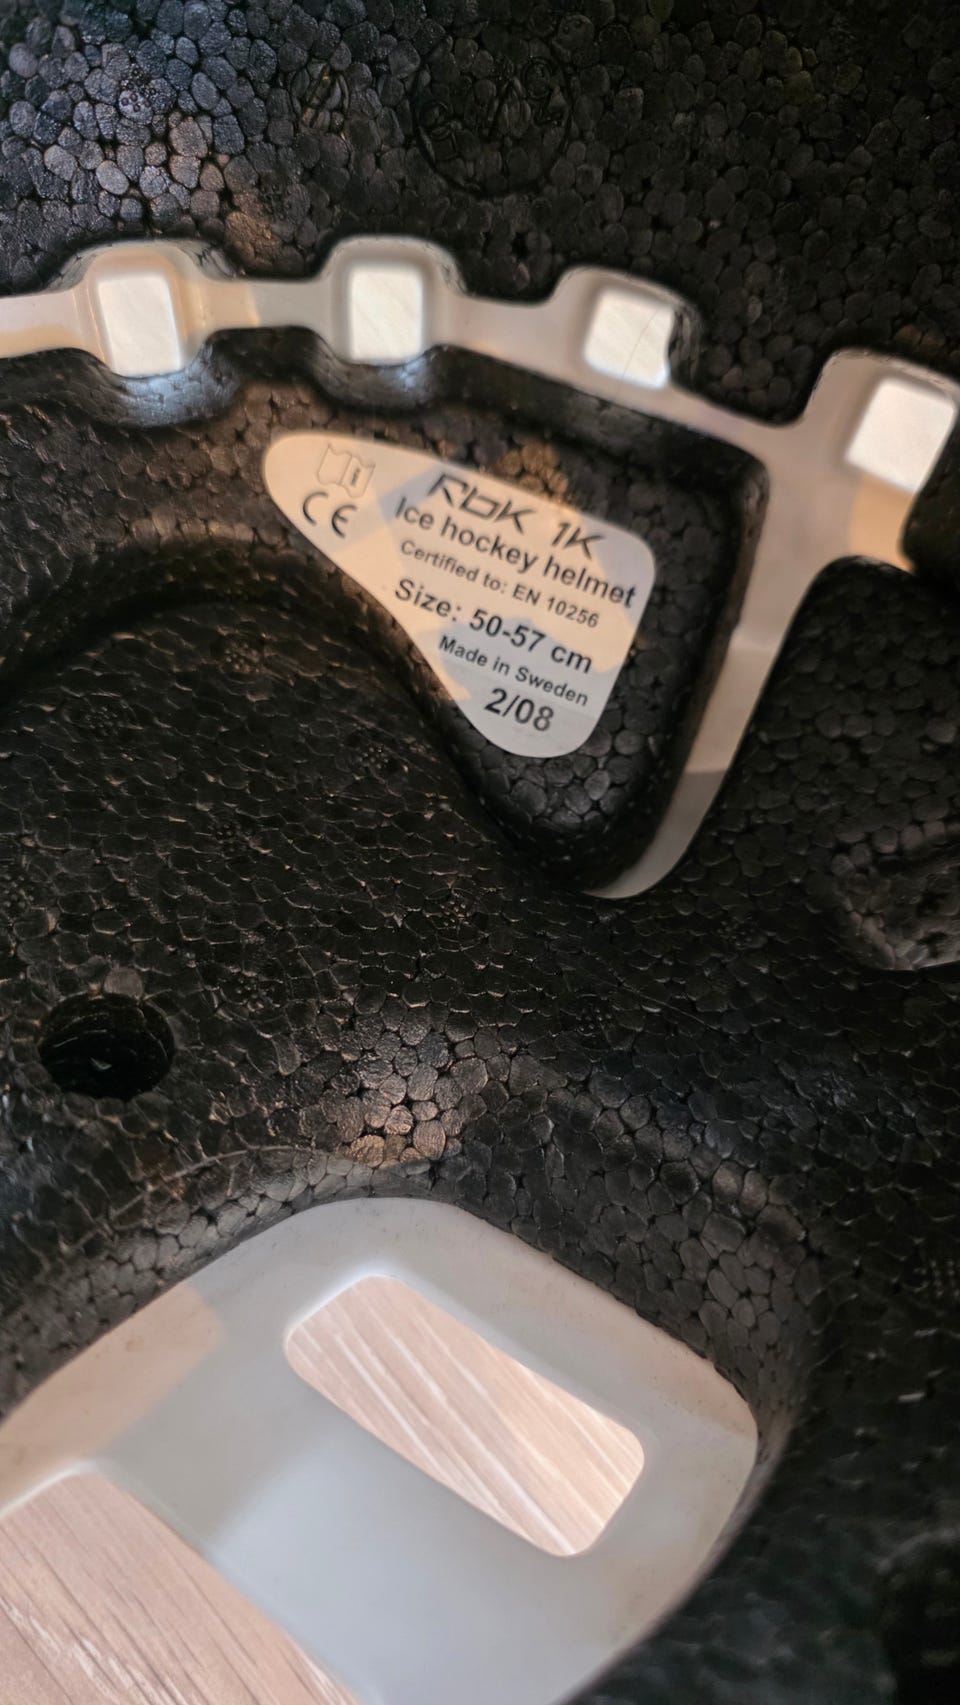 i
CE
RbK 1K
Ice hockey helmet
Certified to: EN 10256
Size: 50-57 cm
Made in Sweden
2/08